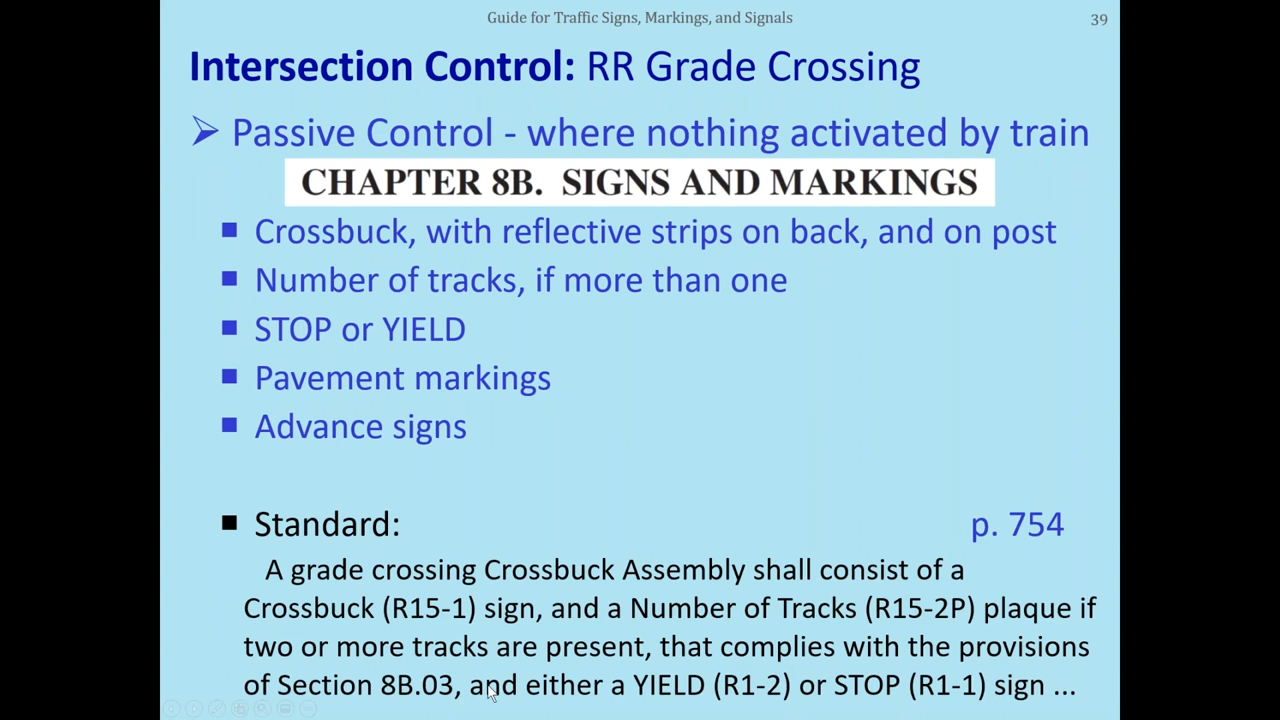 Guide for Traffic Signs, Markings, and Signals
39
Intersection Control: RR Grade Crossing
➢ Passive Control - where nothing activated by train
CHAPTER 8B. SIGNS AND MARKINGS
▪ Crossbuck, with reflective strips on back, and on post
▪ Number of tracks, if more than one
▪ STOP or YIELD
▪ Pavement markings
▪ Advance signs
▪ Standard: p. 754
A grade crossing Crossbuck Assembly shall consist of a
Crossbuck (R15-1) sign, and a Number of Tracks (R15-2P) plaque if
two or more tracks are present, that complies with the provisions
of Section 8B.03, and either a YIELD (R1-2) or STOP (R1-1) sign ...